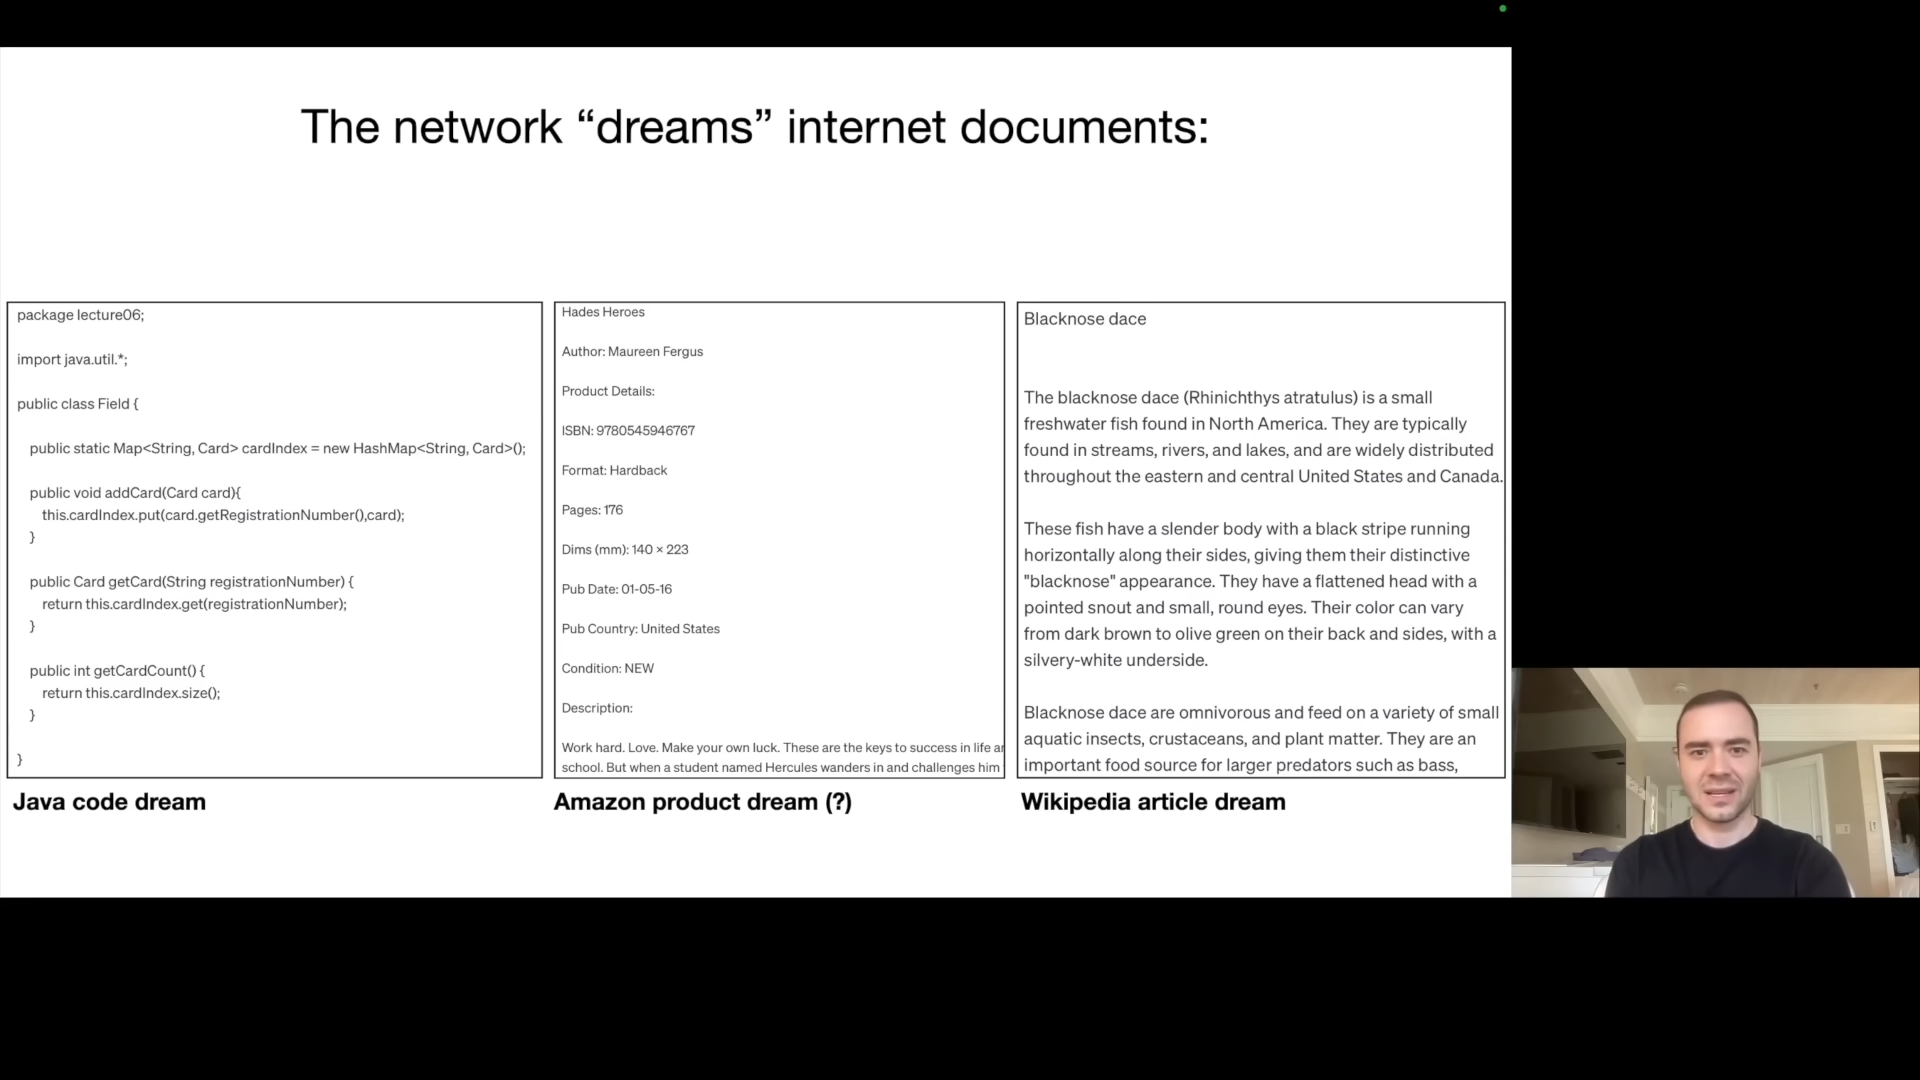 The network “dreams” internet documents:
package lecture06;
import java.util.*;
public class Field {
public static Map<String, Card> cardIndex = new HashMap<String, Card>();
public void addCard(Card card){
this.cardIndex.put(card.getRegistrationNumber(),card);
}
public Card getCard(String registrationNumber) {
return this.cardIndex.get(registrationNumber);
}
public int getCardCount() {
return this.cardIndex.size();
}
}
Java code dream
Hades Heroes
Author: Maureen Fergus
Product Details:
ISBN: 9780545946767
Format: Hardback
Pages: 176
Dims (mm): 140 × 223
Pub Date: 01-05-16
Pub Country: United States
Condition: NEW
Description:
Work hard. Love. Make your own luck. These are the keys to success in life
school. But when a student named Hercules wanders in and challenges him
Amazon product dream (?)
Blacknose dace
The blacknose dace (Rhinichthys atratulus) is a small
freshwater fish found in North America. They are typically
found in streams, rivers, and lakes, and are widely distributed
throughout the eastern and central United States and Canada.
These fish have a slender body with a black stripe running
horizontally along their sides, giving them their distinctive
"blacknose" appearance. They have a flattened head with a
pointed snout and small, round eyes. Their color can vary
from dark brown to olive green on their back and sides, with a
silvery-white underside.
Blacknose dace are omnivorous and feed on a variety of small
aquatic insects, crustaceans, and plant matter. They are an
important food source for larger predators such as bass,
Wikipedia article dream